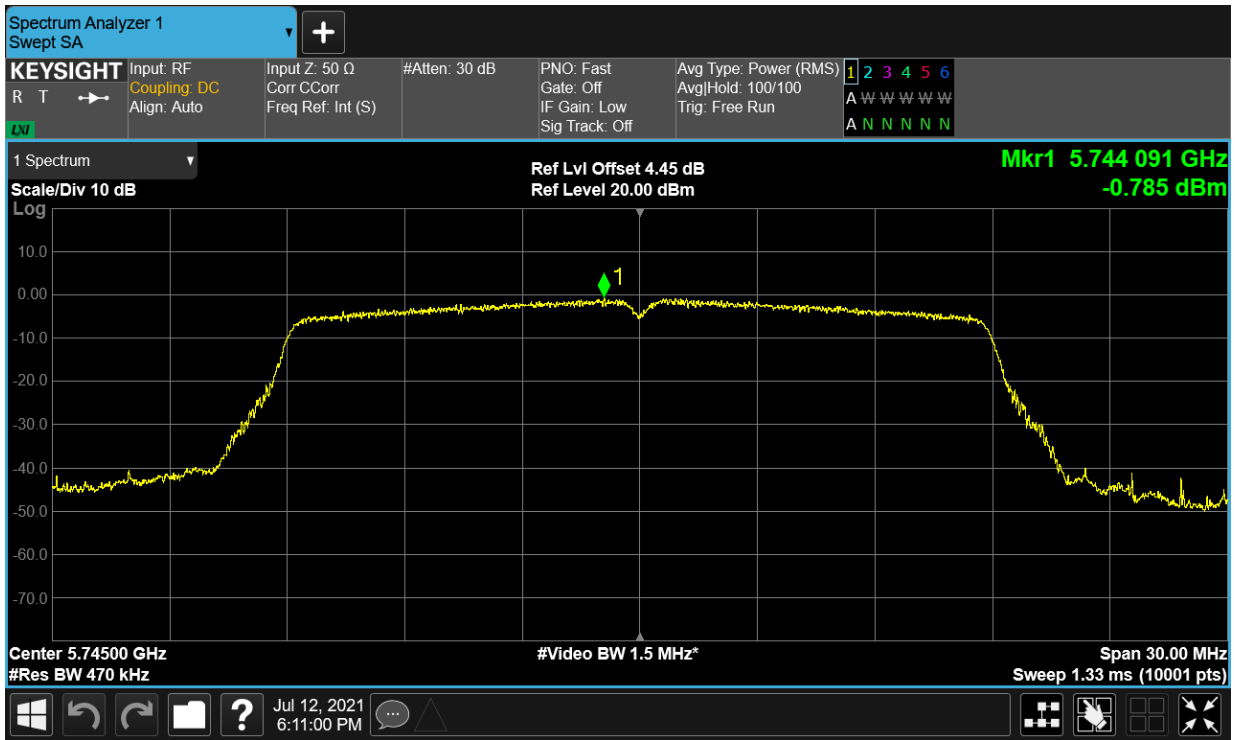 Spectrum Analyzer 1
Swept SA
KEYSIGHT
R T
LXI
Input: RF
Coupling: DC
Align: Auto
Input Z: 50 Ω
Corr CCorr
Freq Ref: Int (S)
#Atten: 30 dB
PNO: Fast
Gate: Off
IF Gain: Low
Sig Track: Off
Avg Type: Power (RMS)
Avg|Hold: 100/100
Trig: Free Run
1 2 3 4 5 6
A W W W W W
A N N N N N
1 Spectrum
Scale/Div 10 dB
Log
Ref Lvl Offset 4.45 dB
Ref Level 20.00 dBm
Mkr1 5.744 091 GHz
-0.785 dBm
10.0
0.00
-10.0
-20.0
-30.0
-40.0
-50.0
-60.0
-70.0
1
Center 5.74500 GHz
#Res BW 470 kHz
#Video BW 1.5 MHz*
Span 30.00 MHz
Sweep 1.33 ms (10001 pts)
?
Jul 12, 2021
6:11:00 PM